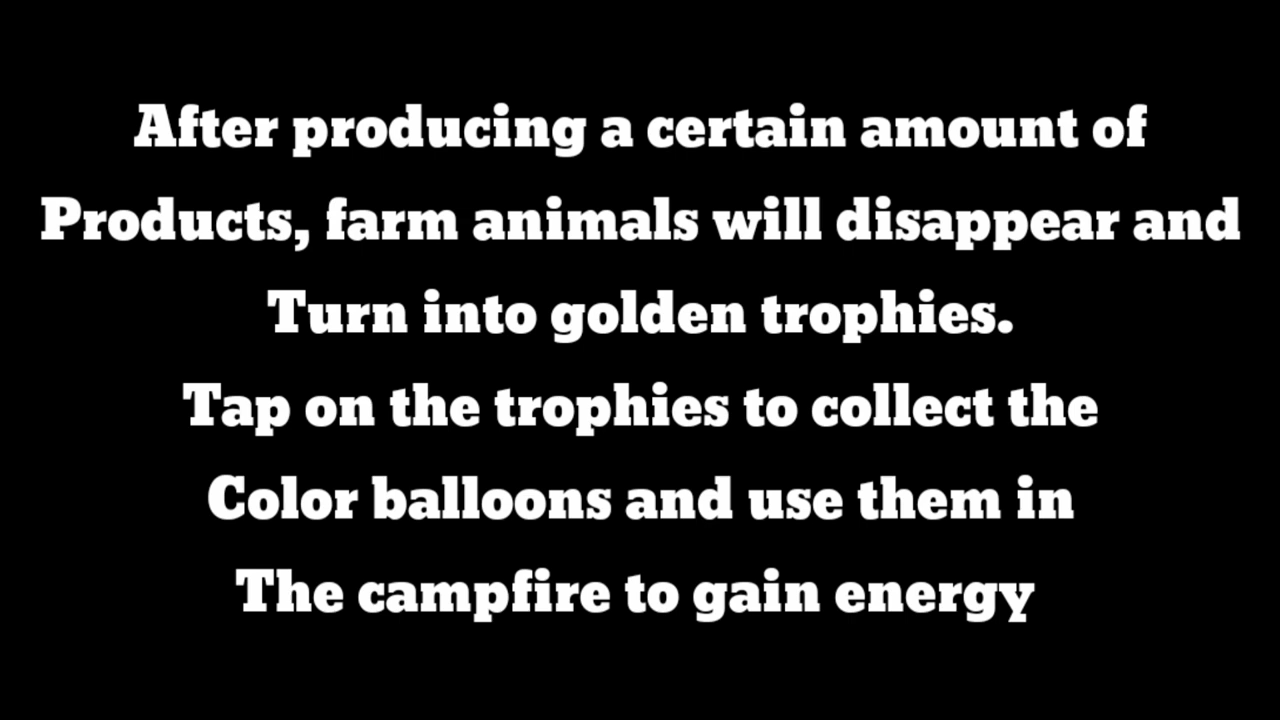 After producing a certain amount of
Products, farm animals will disappear and
Turn into golden trophies.
Tap on the trophies to collect the
Color balloons and use them in
The campfire to gain energy